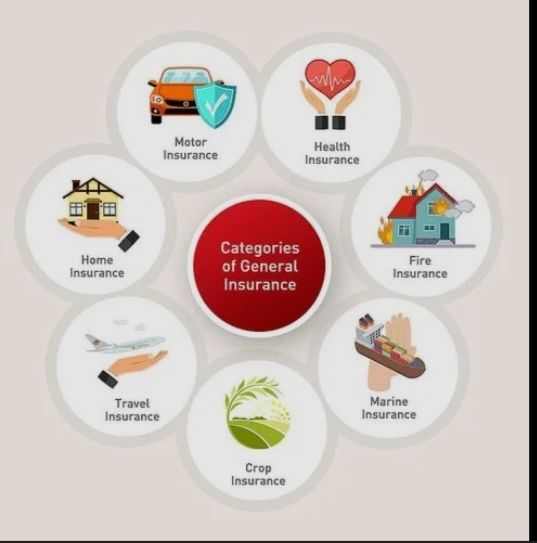 Categories
of General
Insurance
Motor
Insurance
Health
Insurance
Fire
Insurance
Marine
Insurance
Crop
Insurance
Travel
Insurance
Home
Insurance